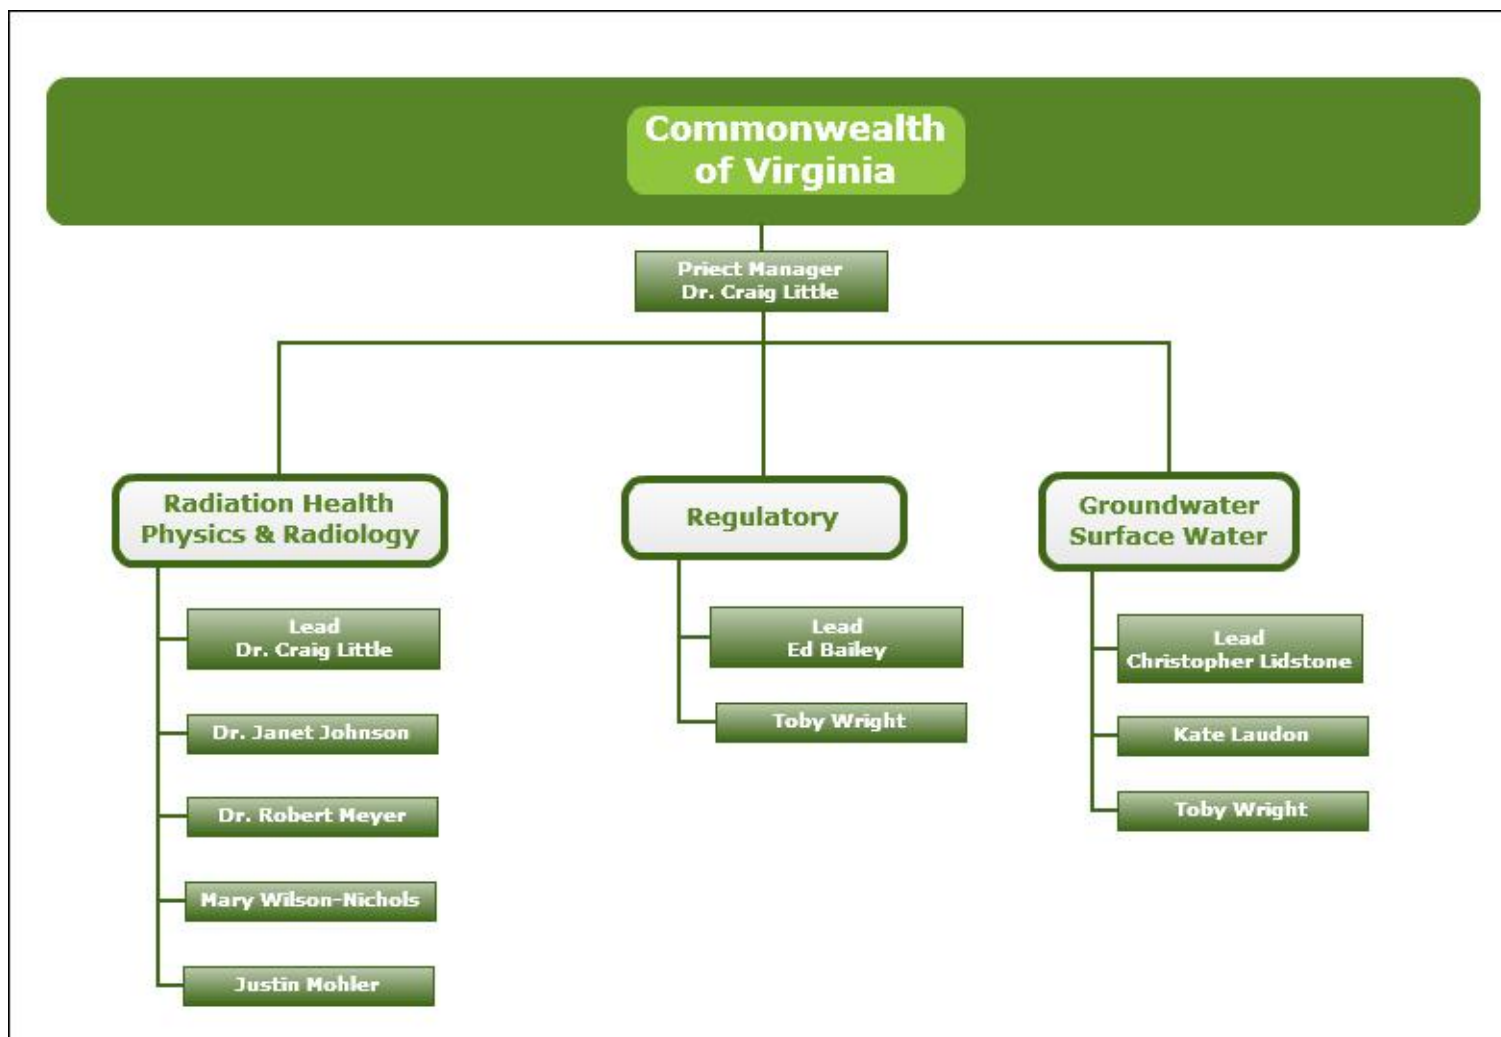 Commonwealth
of Virginia
Priect Manager
Dr. Craig Little
Radiation Health
Physics & Radiology
Lead
Dr. Craig Little
Dr. Janet Johnson
Dr. Robert Meyer
Mary Wilson-Nichols
Justin Mohler
Regulatory
Lead
Ed Bailey
Toby Wright
Groundwater
Surface Water
Lead
Christopher Lidstone
Kate Laudon
Toby Wright